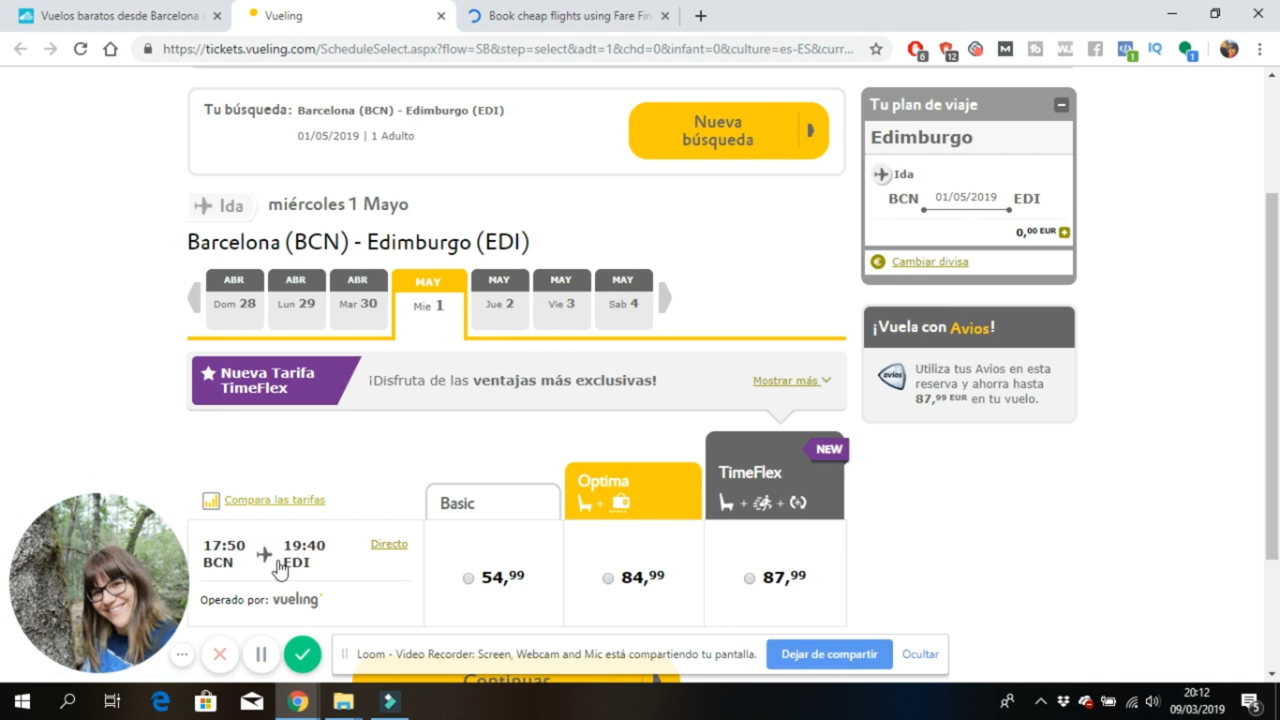 Vuelos baratos desde Barcelona
Vueling
Book cheap flights using Fare Fin
https://tickets.vueling.com/ScheduleSelect.aspx?flow=SB&step=select&adt=1&chd=0&infant=0&culture=es-ES&curr...
6
12
M
IQ
1
1
Tu búsqueda: Barcelona (BCN) - Edimburgo (EDI)
01/05/2019 | 1 Adulto
Nueva
búsqueda
Tu plan de viaje
Edimburgo
Ida
BCN 01/05/2019 EDI
0,00 EUR
Cambiar divisa
Ida miércoles 1 Mayo
Barcelona (BCN) - Edimburgo (EDI)
ABR ABR ABR MAY MAY MAY MAY
Dom 28 Lun 29 Mar 30 Mie 1 Jue 2 Vie 3 Sab 4
¡Vuela con Avios!
avios
Utiliza tus Avios en esta
reserva y ahorra hasta
87,99 EUR en tu vuelo.
Nueva Tarifa
TimeFlex
¡Disfruta de las ventajas más exclusivas!
Mostrar más
NEW
Compara las tarifas
Basic
Optima
TimeFlex
17:50 19:40 Directo
BCN EDI
54,99 84,99 87,99
Operado por: vueling
Loom - Video Recorder: Screen, Webcam and Mic está compartiendo tu pantalla.
Dejar de compartir
Ocultar
Continuar
20:12
09/03/2019
5